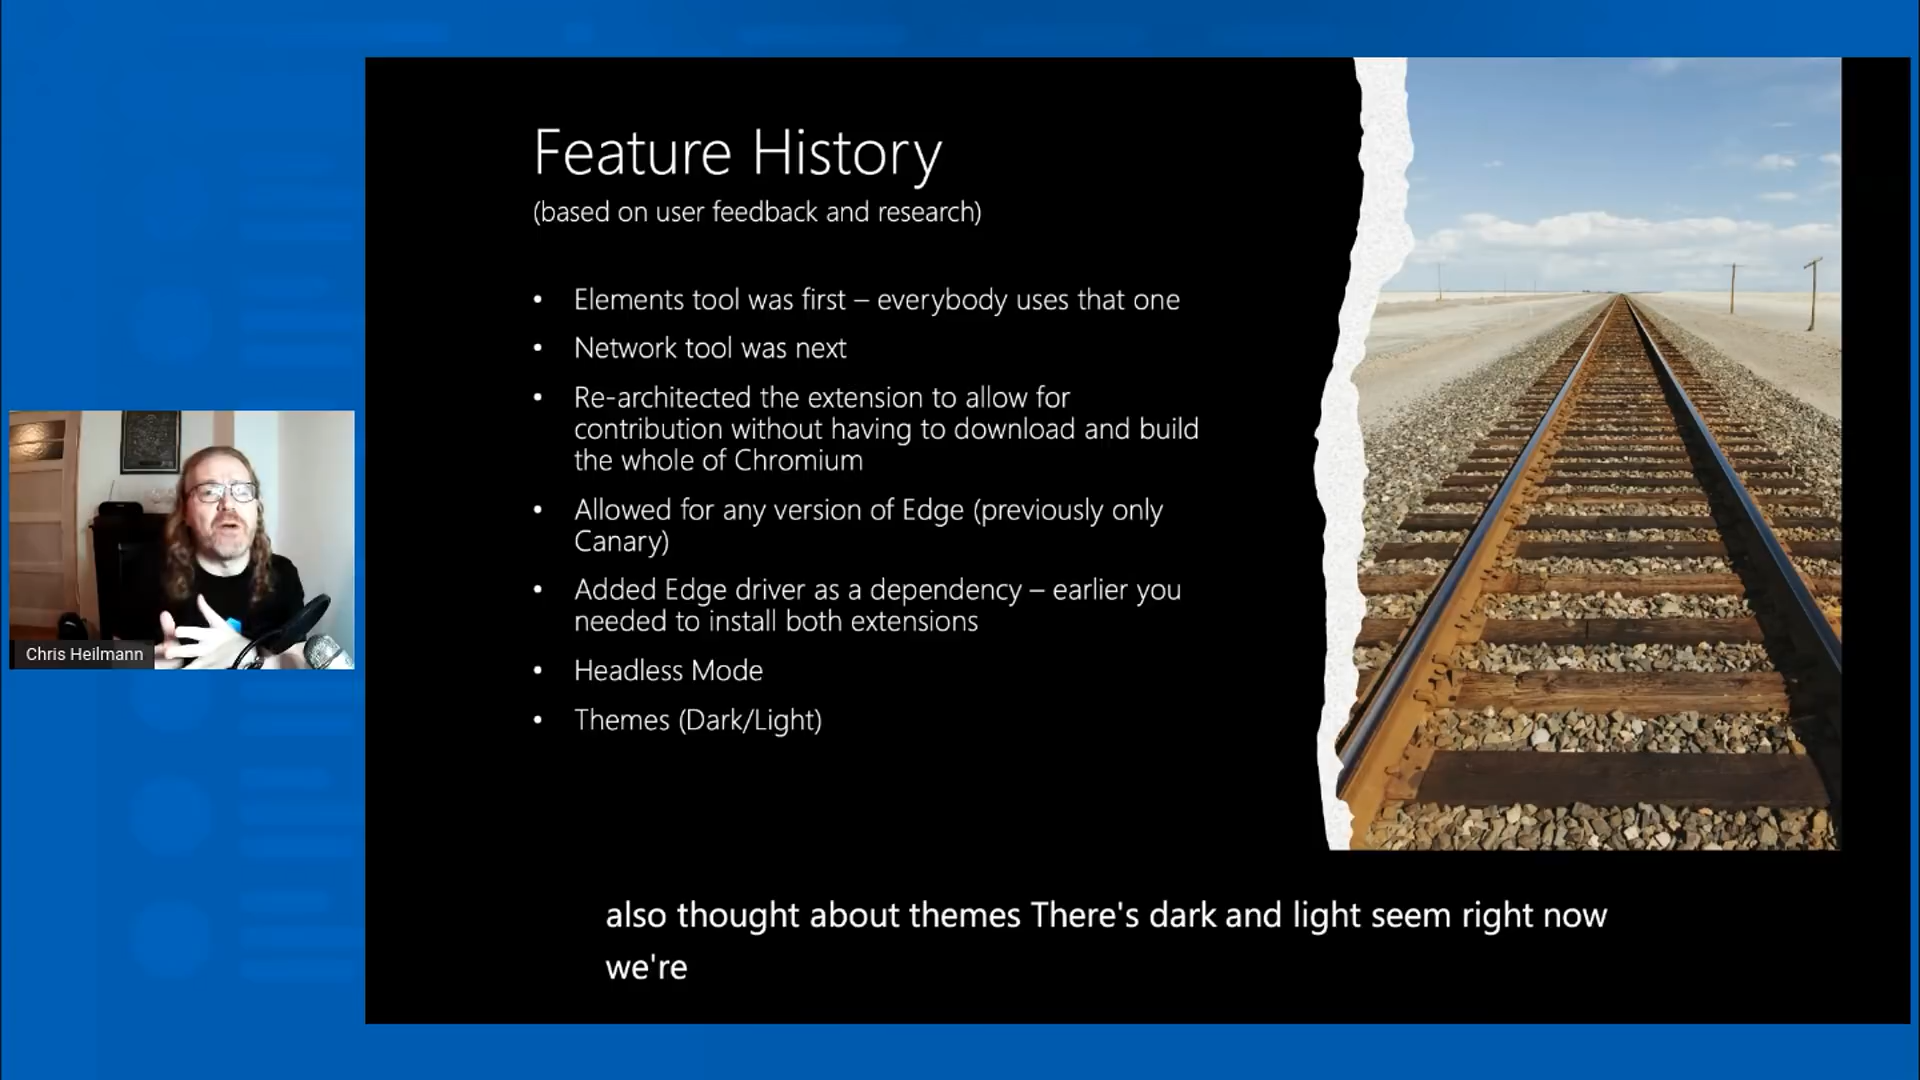 Feature History
(based on user feedback and research)
• Elements tool was first – everybody uses that one
• Network tool was next
• Re-architected the extension to allow for
contribution without having to download and build
the whole of Chromium
• Allowed for any version of Edge (previously only
Canary)
• Added Edge driver as a dependency – earlier you
needed to install both extensions
• Headless Mode
• Themes (Dark/Light)
Chris Heilmann
also thought about themes There's dark and light seem right now
we're